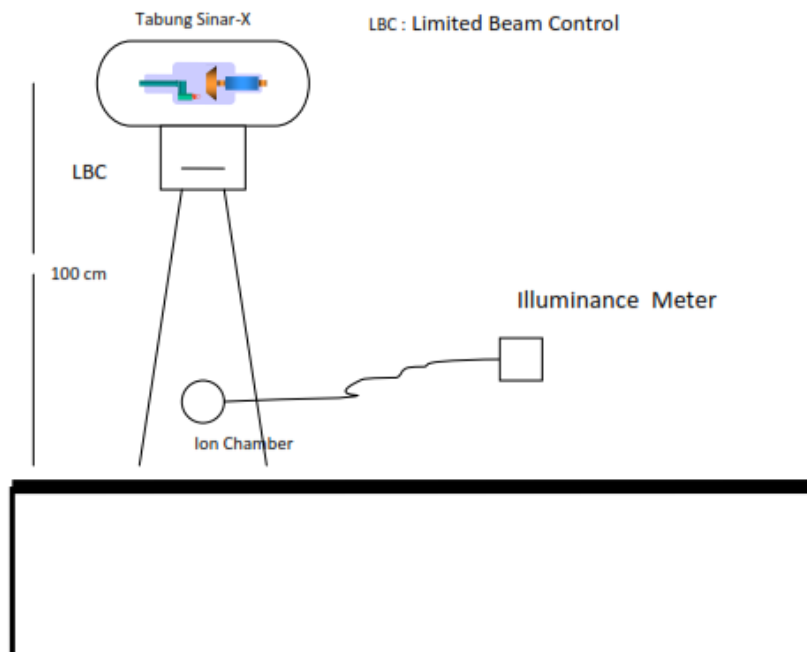 Tabung Sinar-X
LBC : Limited Beam Control
LBC
100 cm
Illuminance Meter
Ion Chamber